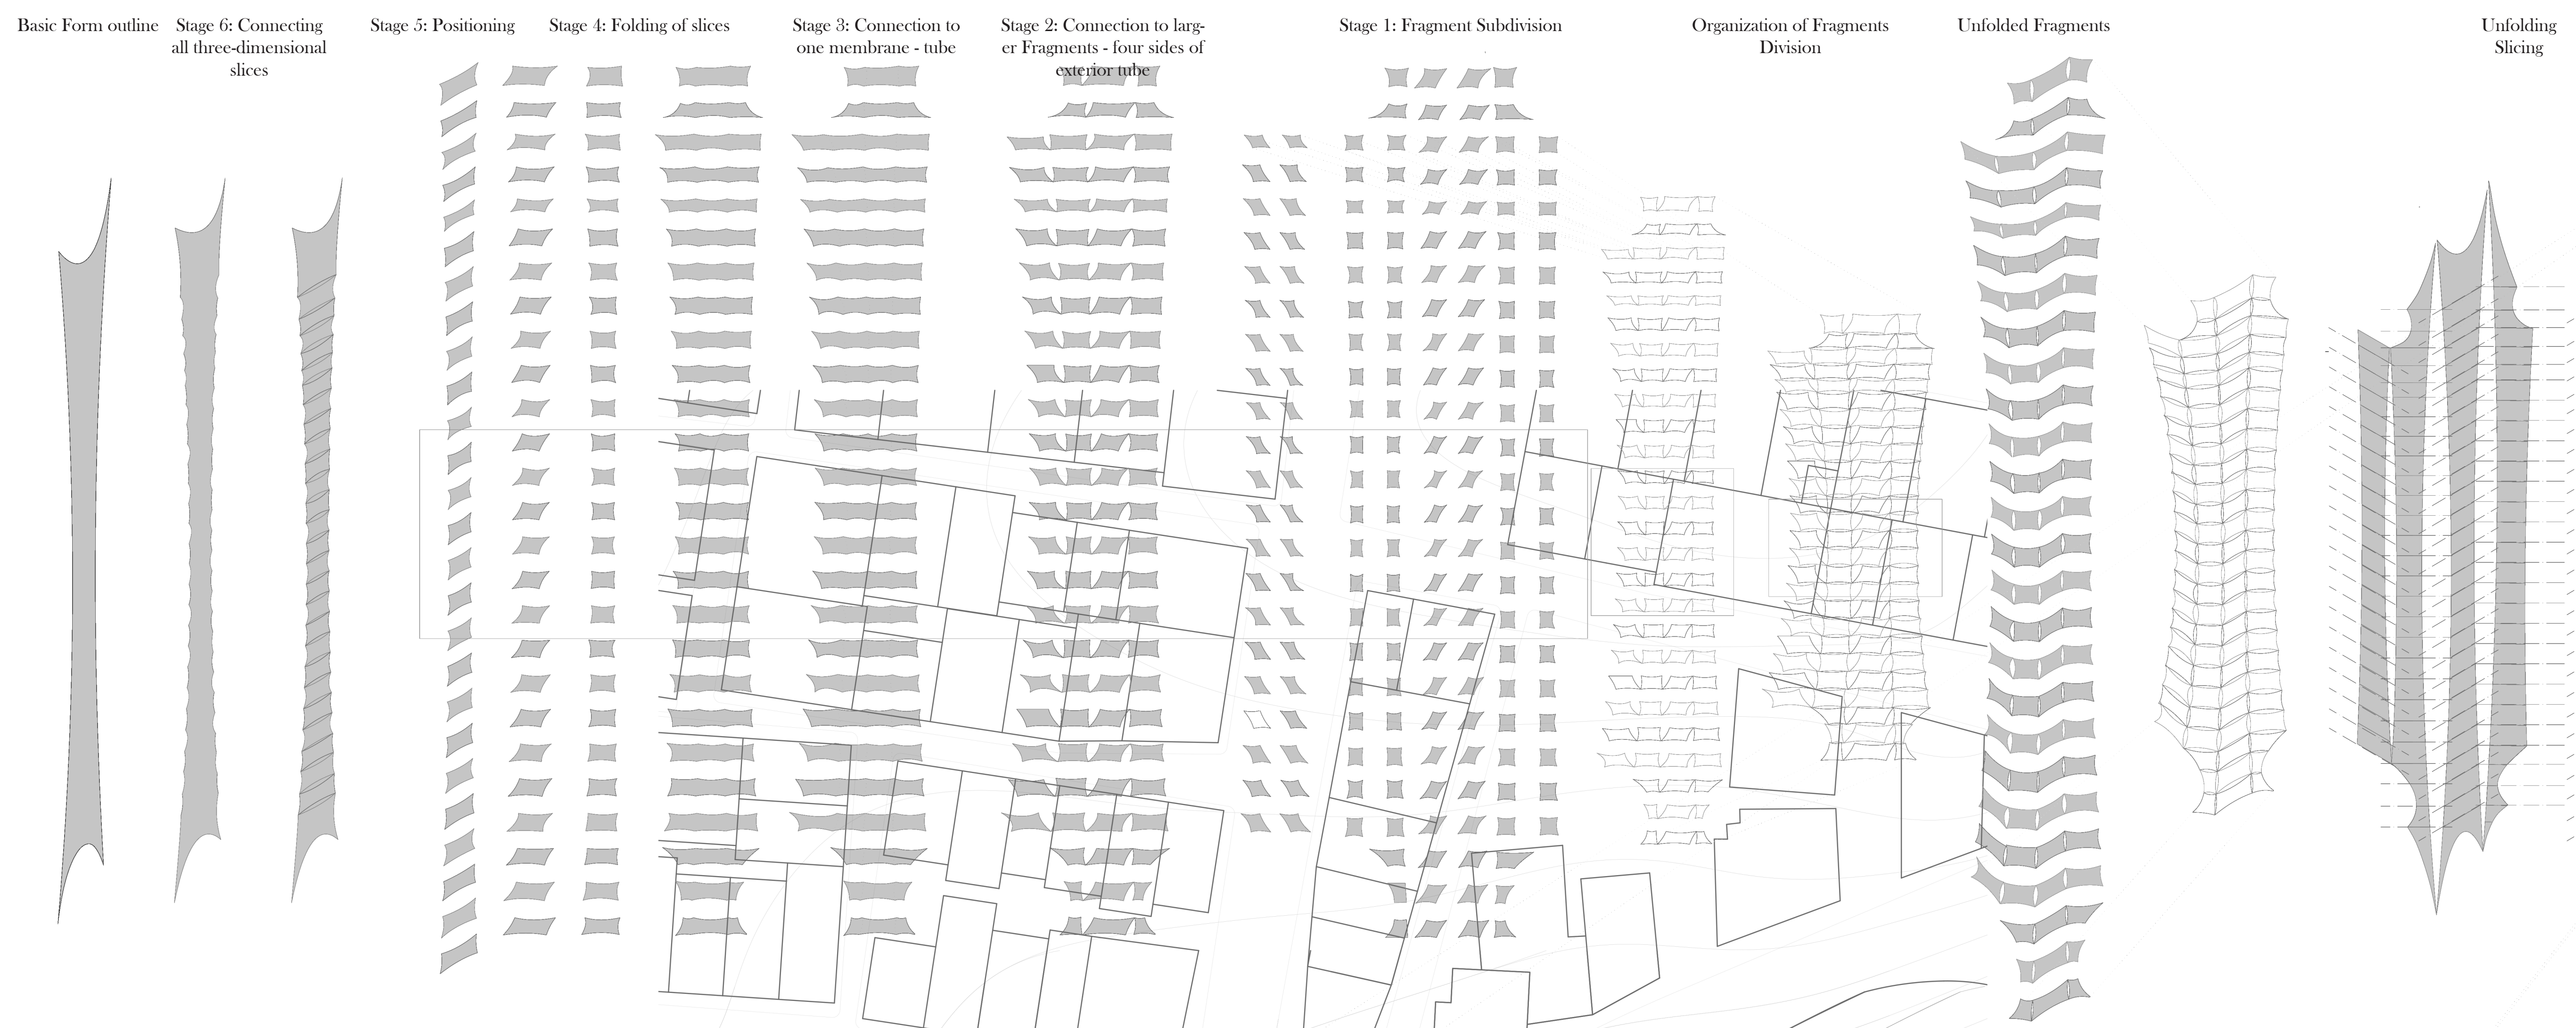 Basic Form outline
Stage 6: Connecting
all three-dimensional
slices
Stage 5: Positioning
Stage 4: Folding of slices
Stage 3: Connection to
one membrane - tube
Stage 2: Connection to larg-
er Fragments - four sides of
exterior tube
Stage 1: Fragment Subdivision
Organization of Fragments
Division
Unfolded Fragments
Unfolding
Slicing